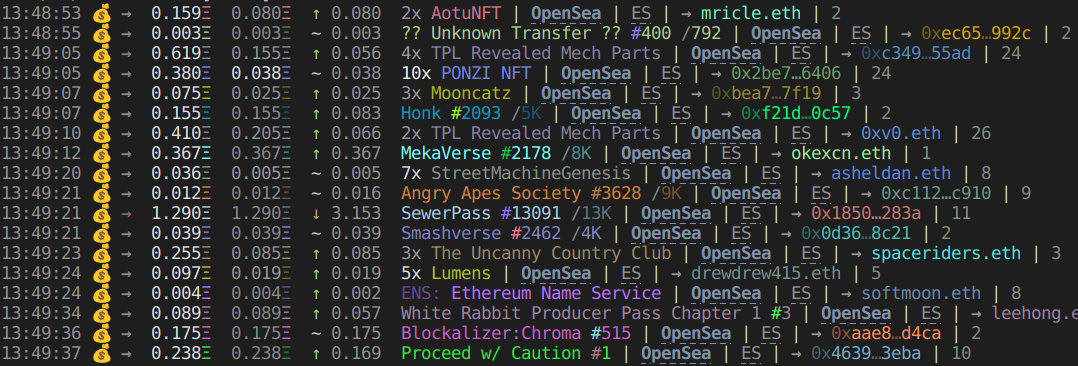 13:48:53 💰 → 0.159Ξ 0.080Ξ ↑ 0.080 2x AotuNFT | OpenSea | ES | → mricle.eth | 2
13:48:55 💰 → 0.003Ξ 0.003Ξ ~ 0.003 ?? Unknown Transfer ?? #400 /792 | OpenSea | ES | → 0xec65…992c | 2
13:49:05 💰 → 0.619Ξ 0.155Ξ ↑ 0.056 4x TPL Revealed Mech Parts | OpenSea | ES | → 0xc349…55ad | 24
13:49:05 💰 → 0.380Ξ 0.038Ξ ~ 0.038 10x PONZI NFT | OpenSea | ES | → 0x2be7…6406 | 24
13:49:07 💰 → 0.075Ξ 0.025Ξ ↑ 0.025 3x Mooncatz | OpenSea | ES | → 0xbea7…7f19 | 3
13:49:07 💰 → 0.155Ξ 0.155Ξ ↑ 0.083 Honk #2093 /5K | OpenSea | ES | → 0xf21d…0c57 | 2
13:49:10 💰 → 0.410Ξ 0.205Ξ ↑ 0.066 2x TPL Revealed Mech Parts | OpenSea | ES | → 0xv0.eth | 26
13:49:12 💰 → 0.367Ξ 0.367Ξ ↑ 0.367 MekaVerse #2178 /8K | OpenSea | ES | → okexcn.eth | 1
13:49:20 💰 → 0.036Ξ 0.005Ξ ~ 0.005 7x StreetMachineGenesis | OpenSea | ES | → asheldan.eth | 8
13:49:21 💰 → 0.012Ξ 0.012Ξ ~ 0.016 Angry Apes Society #3628 /9K | OpenSea | ES | → 0xc112…c910 | 9
13:49:21 💰 → 1.290Ξ 1.290Ξ ↓ 3.153 SewerPass #13091 /13K | OpenSea | ES | → 0x1850…283a | 11
13:49:21 💰 → 0.039Ξ 0.039Ξ ~ 0.039 Smashverse #2462 /4K | OpenSea | ES | → 0x0d36…8c21 | 2
13:49:23 💰 → 0.255Ξ 0.085Ξ ↑ 0.085 3x The Uncanny Country Club | OpenSea | ES | → spaceriders.eth | 3
13:49:24 💰 → 0.097Ξ 0.019Ξ ↑ 0.019 5x Lumens | OpenSea | ES | → drewdrew415.eth | 5
13:49:24 💰 → 0.004Ξ 0.004Ξ ↑ 0.002 ENS: Ethereum Name Service | OpenSea | ES | → softmoon.eth | 8
13:49:34 💰 → 0.089Ξ 0.089Ξ ↑ 0.057 White Rabbit Producer Pass Chapter 1 #3 | OpenSea | ES | → leehong.e
13:49:36 💰 → 0.175Ξ 0.175Ξ ~ 0.175 Blockalizer:Chroma #515 | OpenSea | ES | → 0xaae8…d4ca | 2
13:49:37 💰 → 0.238Ξ 0.238Ξ ↑ 0.169 Proceed w/ Caution #1 | OpenSea | ES | → 0x4639…3eba | 10